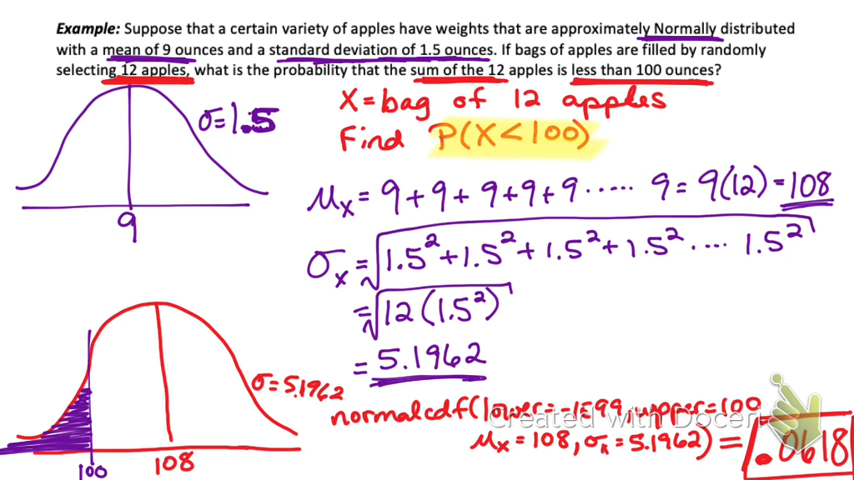 Example: Suppose that a certain variety of apples have weights that are approximately Normally distributed
with a mean of 9 ounces and a standard deviation of 1.5 ounces. If bags of apples are filled by randomly
selecting 12 apples, what is the probability that the sum of the 12 apples is less than 100 ounces?
X = bag of 12 apples
σ=1.5
Find P(X<100)
μx = 9 + 9 + 9 + 9 + 9 ..... 9 = 9(12) = 108
9
σx = √1.5² + 1.5² + 1.5² + 1.5² .... 1.5²
= √12(1.5²)
= 5.1962
σ=5.1962
normalcdf(lower=-1E99, upper=100
Created with Doceri
μx = 108, σx = 5.1962) = .0618
100
108